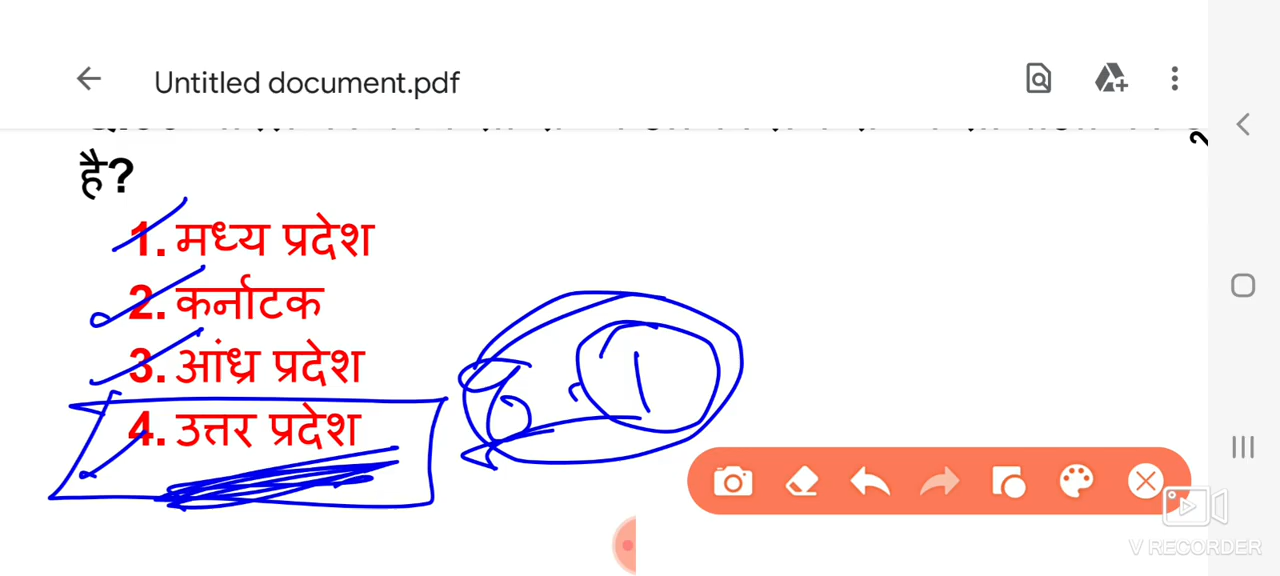 Untitled document.pdf
है?
1. मध्य प्रदेश
2. कर्नाटक
3. आंध्र प्रदेश
4. उत्तर प्रदेश
V RECORDER